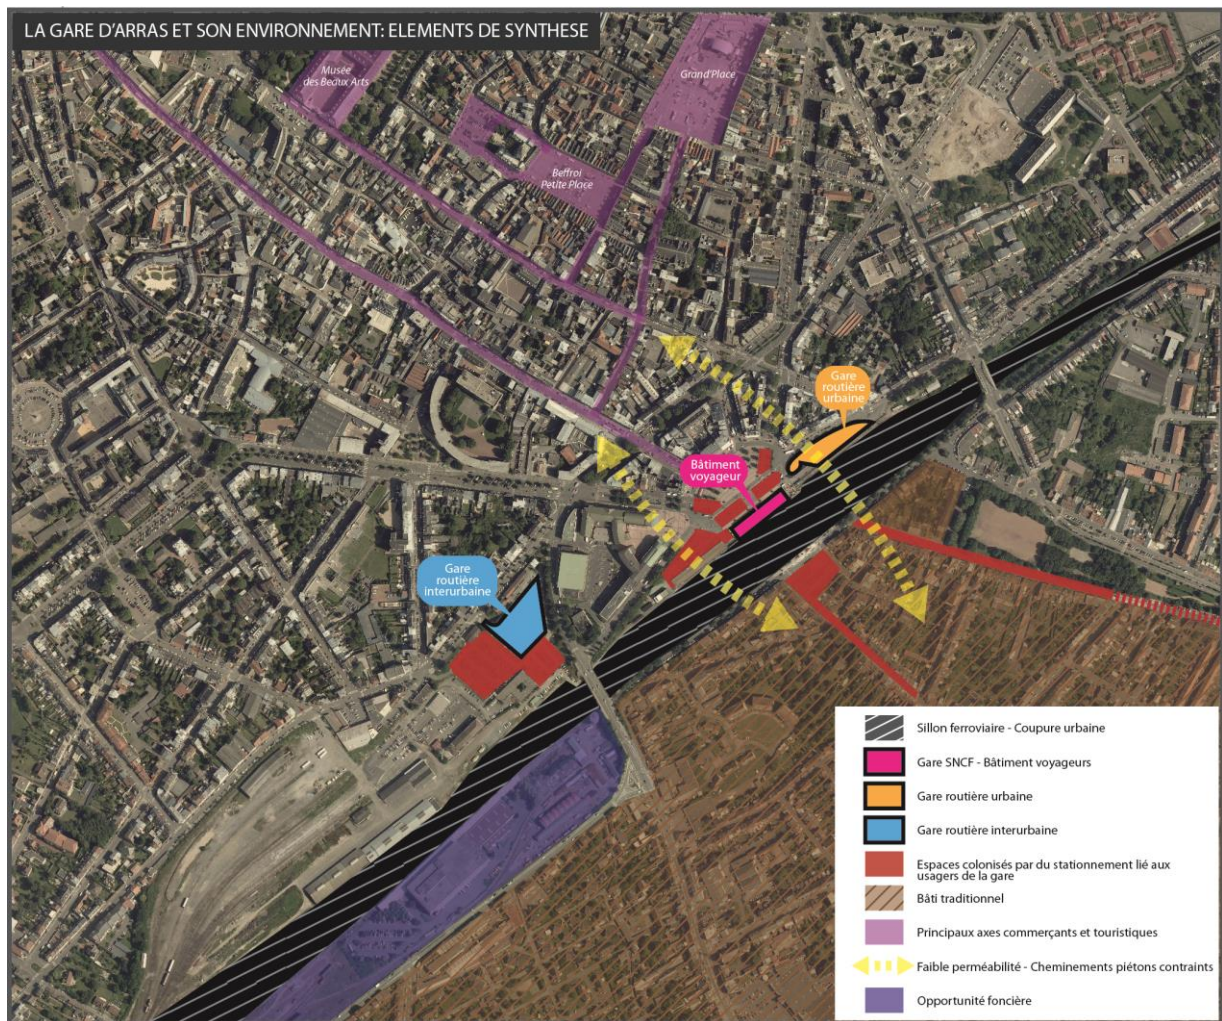 LA GARE D'ARRAS ET SON ENVIRONNEMENT: ELEMENTS DE SYNTHESE
Musée
des Beaux Arts
Grand'Place
Beffroi
Petite Place
Gare
routière
urbaine
Bâtiment
voyageur
Gare
routière
interurbaine
Sillon ferroviaire - Coupure urbaine
Gare SNCF - Bâtiment voyageurs
Gare routière urbaine
Gare routière interurbaine
Espaces colonisés par du stationnement lié aux
usagers de la gare
Bâti traditionnel
Principaux axes commerçants et touristiques
Faible perméabilité - Cheminements piétons contraints
Opportunité foncière